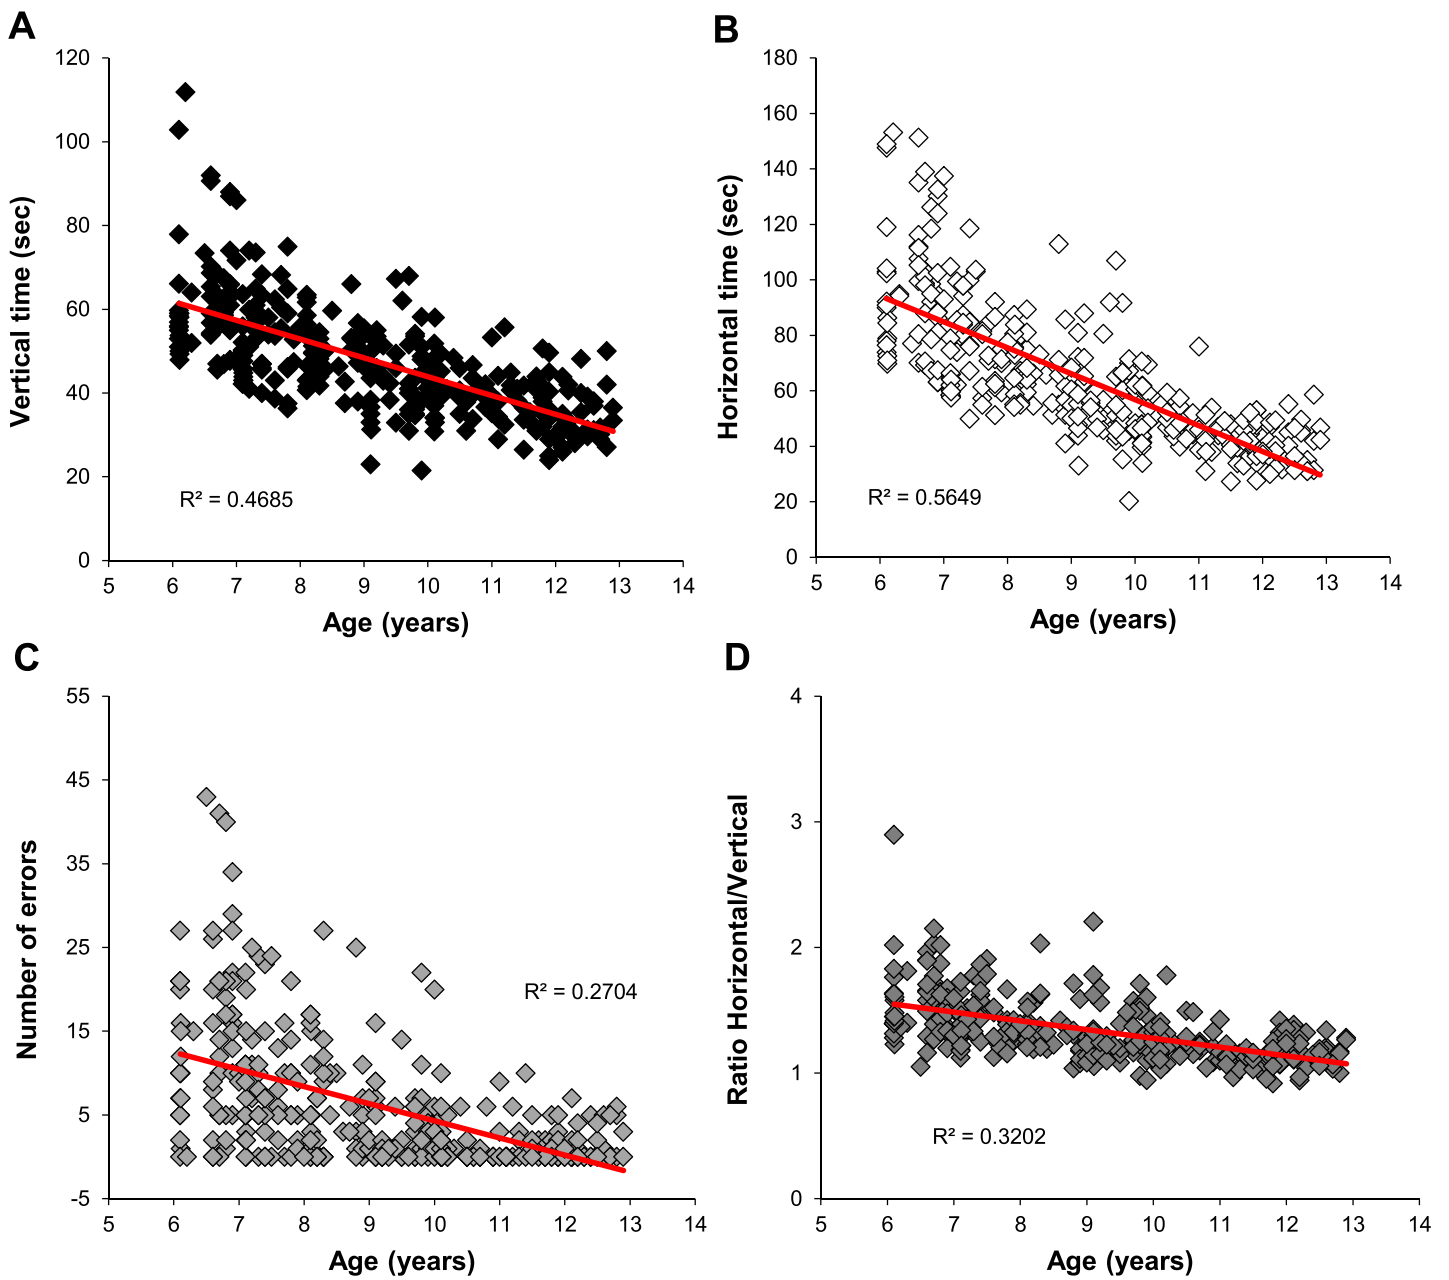 A
Vertical time (sec)
120
100
80
60
40
20
0
R² = 0.4685
5 6 7 8 9 10 11 12 13 14
Age (years)
B
Horizontal time (sec)
180
160
140
120
100
80
60
40
20
0
R² = 0.5649
5 6 7 8 9 10 11 12 13 14
Age (years)
C
Number of errors
55
45
35
25
15
5
-5
R² = 0.2704
5 6 7 8 9 10 11 12 13 14
Age (years)
D
Ratio Horizontal/Vertical
4
3
2
1
0
R² = 0.3202
5 6 7 8 9 10 11 12 13 14
Age (years)